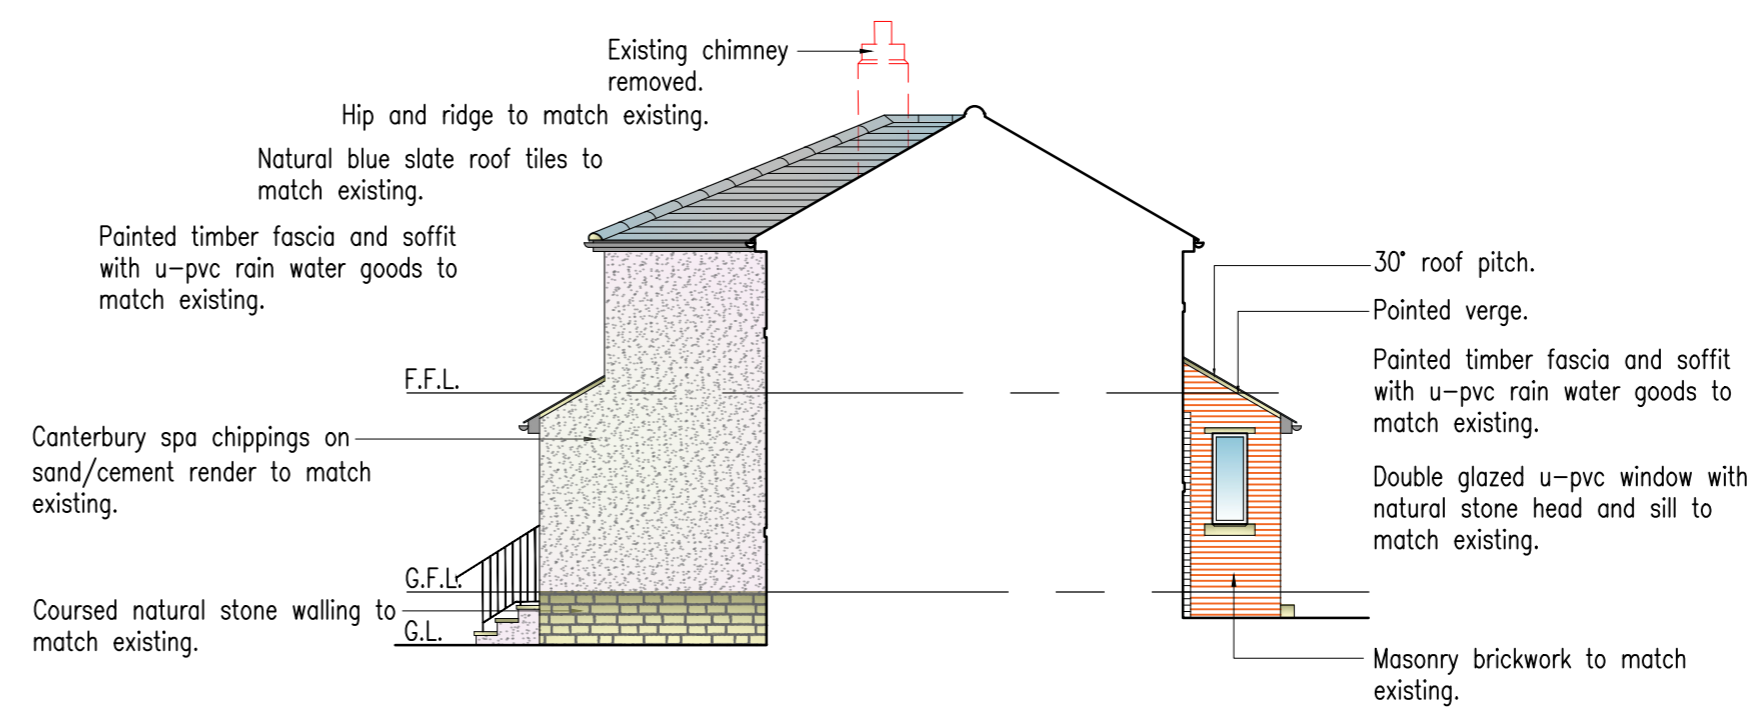 Existing chimney
removed.
Hip and ridge to match existing.
Natural blue slate roof tiles to
match existing.
Painted timber fascia and soffit
with u-pvc rain water goods to
match existing.
30° roof pitch.
Pointed verge.
Painted timber fascia and soffit
with u-pvc rain water goods to
match existing.
F.F.L.
Canterbury spa chippings on
sand/cement render to match
existing.
Double glazed u-pvc window with
natural stone head and sill to
match existing.
G.F.L.
Coursed natural stone walling to
match existing.
G.L.
Masonry brickwork to match
existing.